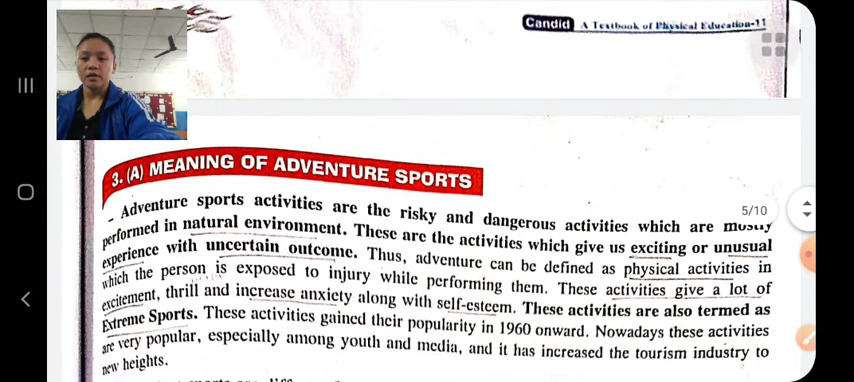 Candid A Textbook of Physical Education-11
3. (A) MEANING OF ADVENTURE SPORTS
5/10
- Adventure sports activities are the risky and dangerous activities which are mostly
performed in natural environment. These are the activities which give us exciting or unusual
experience with uncertain outcome. Thus, adventure can be defined as physical activities in
which the person is exposed to injury while performing them. These activities give a lot of
excitement, thrill and increase anxiety along with self-esteem. These activities are also termed as
Extreme Sports. These activities gained their popularity in 1960 onward. Nowadays these activities
are very popular, especially among youth and media, and it has increased the tourism industry to
new heights.